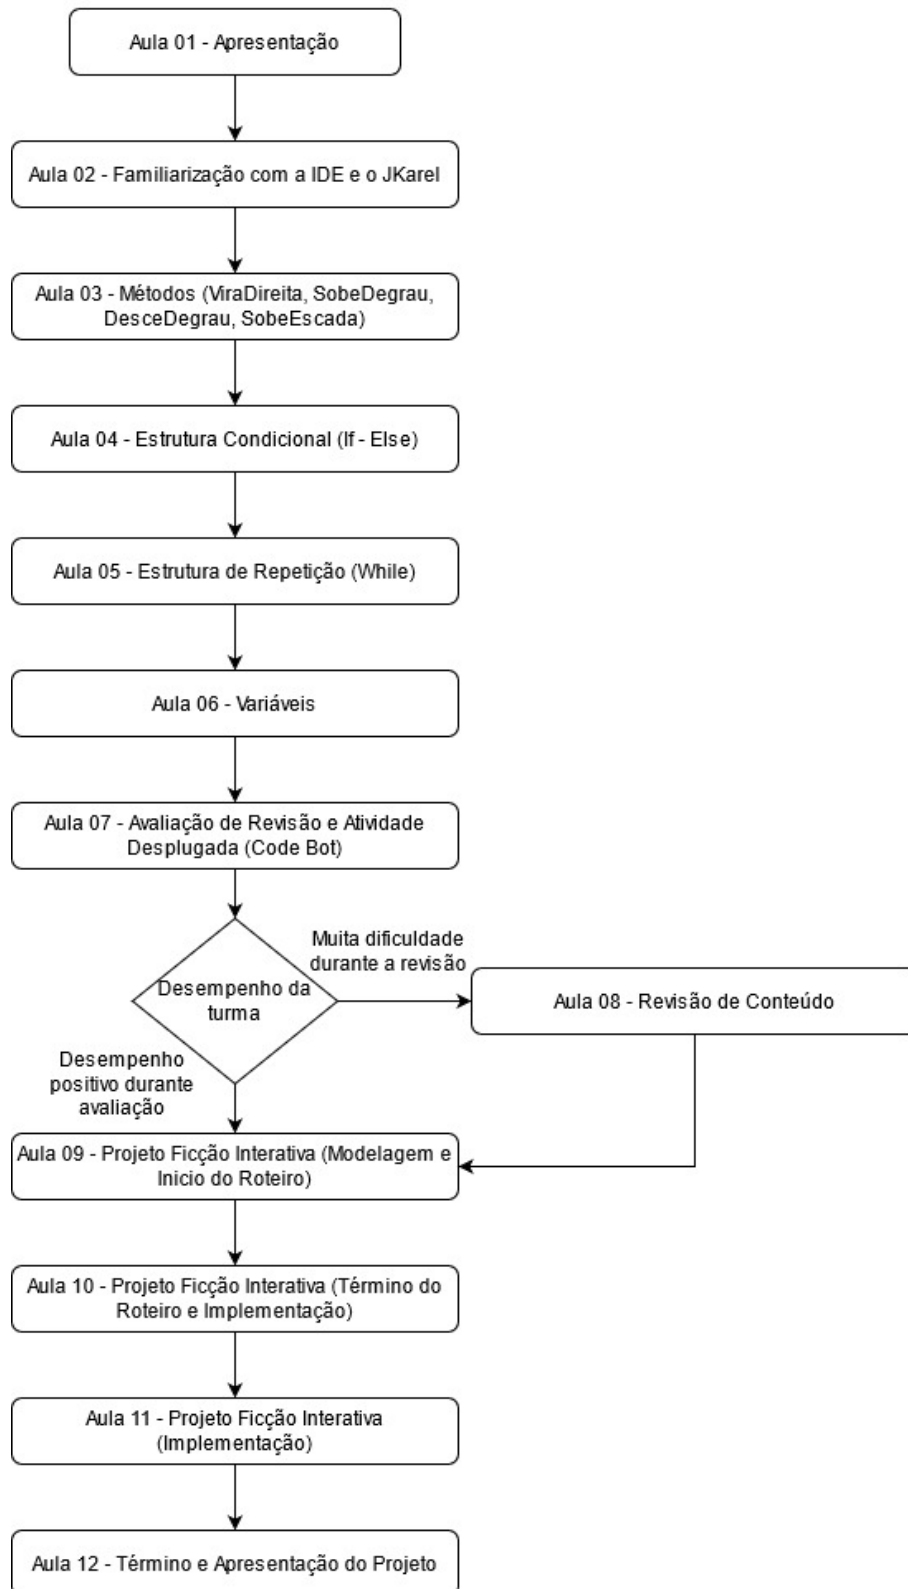 Aula 01 - Apresentação
Aula 02 - Familiarização com a IDE e o JKarel
Aula 03 - Métodos (ViraDireita, SobeDegrau,
DesceDegrau, SobeEscada)
Aula 04 - Estrutura Condicional (If - Else)
Aula 05 - Estrutura de Repetição (While)
Aula 06 - Variáveis
Aula 07 - Avaliação de Revisão e Atividade
Desplugada (Code Bot)
Muita dificuldade
durante a revisão
Desempenho da
turma
Aula 08 - Revisão de Conteúdo
Desempenho
positivo durante
avaliação
Aula 09 - Projeto Ficção Interativa (Modelagem e
Inicio do Roteiro)
Aula 10 - Projeto Ficção Interativa (Término do
Roteiro e Implementação)
Aula 11 - Projeto Ficção Interativa
(Implementação)
Aula 12 - Término e Apresentação do Projeto